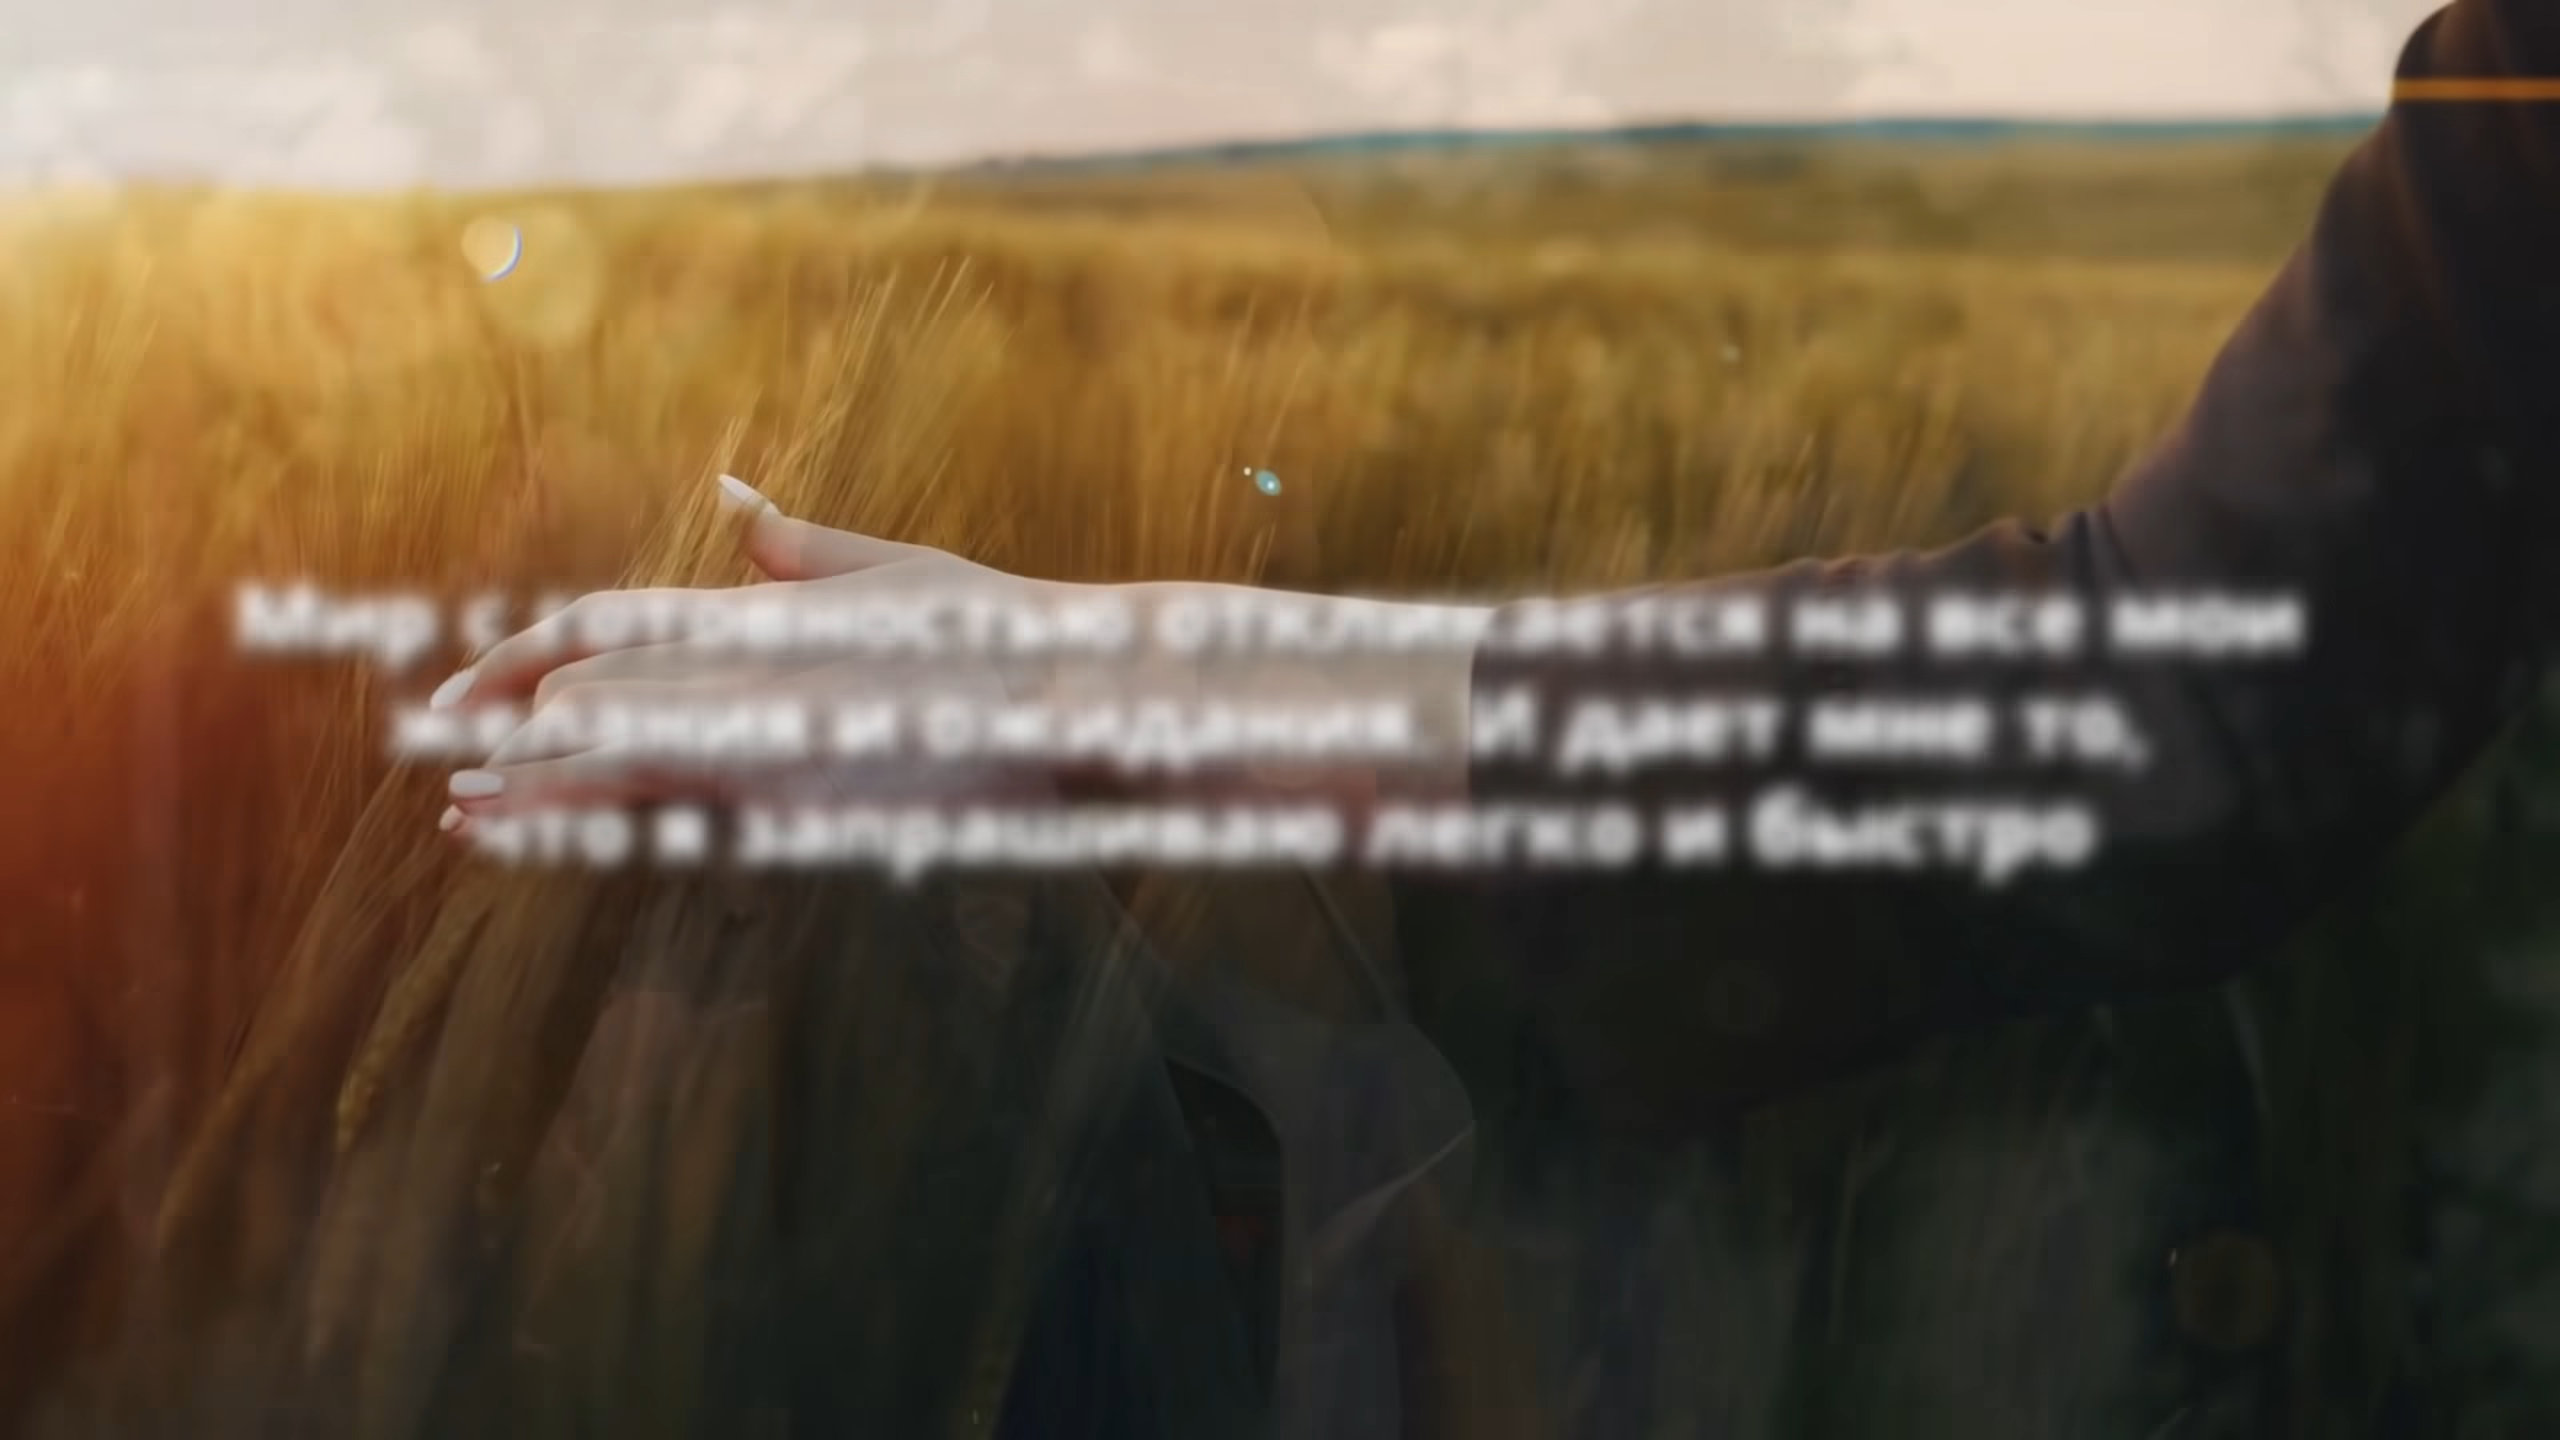 Мир с готовностью откликается на все мои
желания и ожидания. И дает мне то,
что я запрашиваю легко и быстро